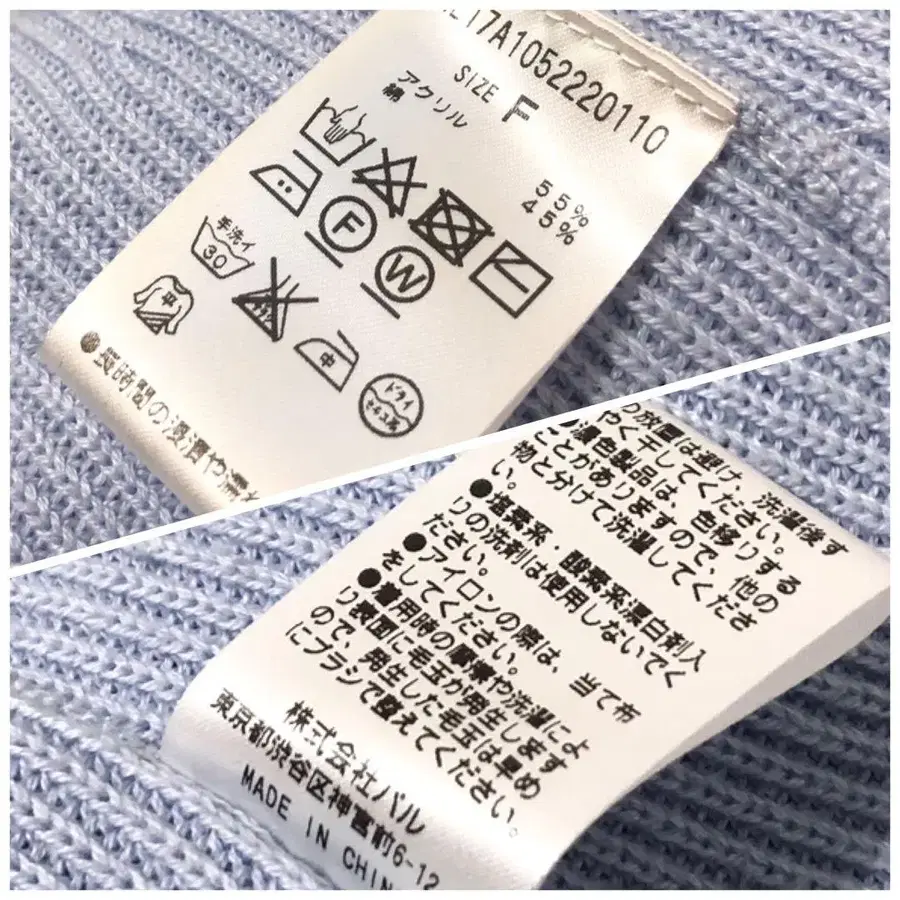 17A1052220110
SIZE F
アクリル 55%
綿 45%
F
W
手洗イ
30
中
ドライ
平
●長時間の浸漬や濡れ
り放置は避け、洗濯後す
やく干してください。
●濃色製品は、色移りする
ことがありますので、他の
物と分けて洗濯してくださ
い。
●塩素系・酸素系漂白剤入
りの洗剤は使用しないでく
ださい。
●アイロンの際は、当て布
をしてください。
●着用時の摩擦や洗濯によ
り表面に毛玉が発生します
ので、発生した毛玉は早め
にブラシで整えてください。
株式会社パル
東京都渋谷区神宮前6-12
MADE IN CHIN